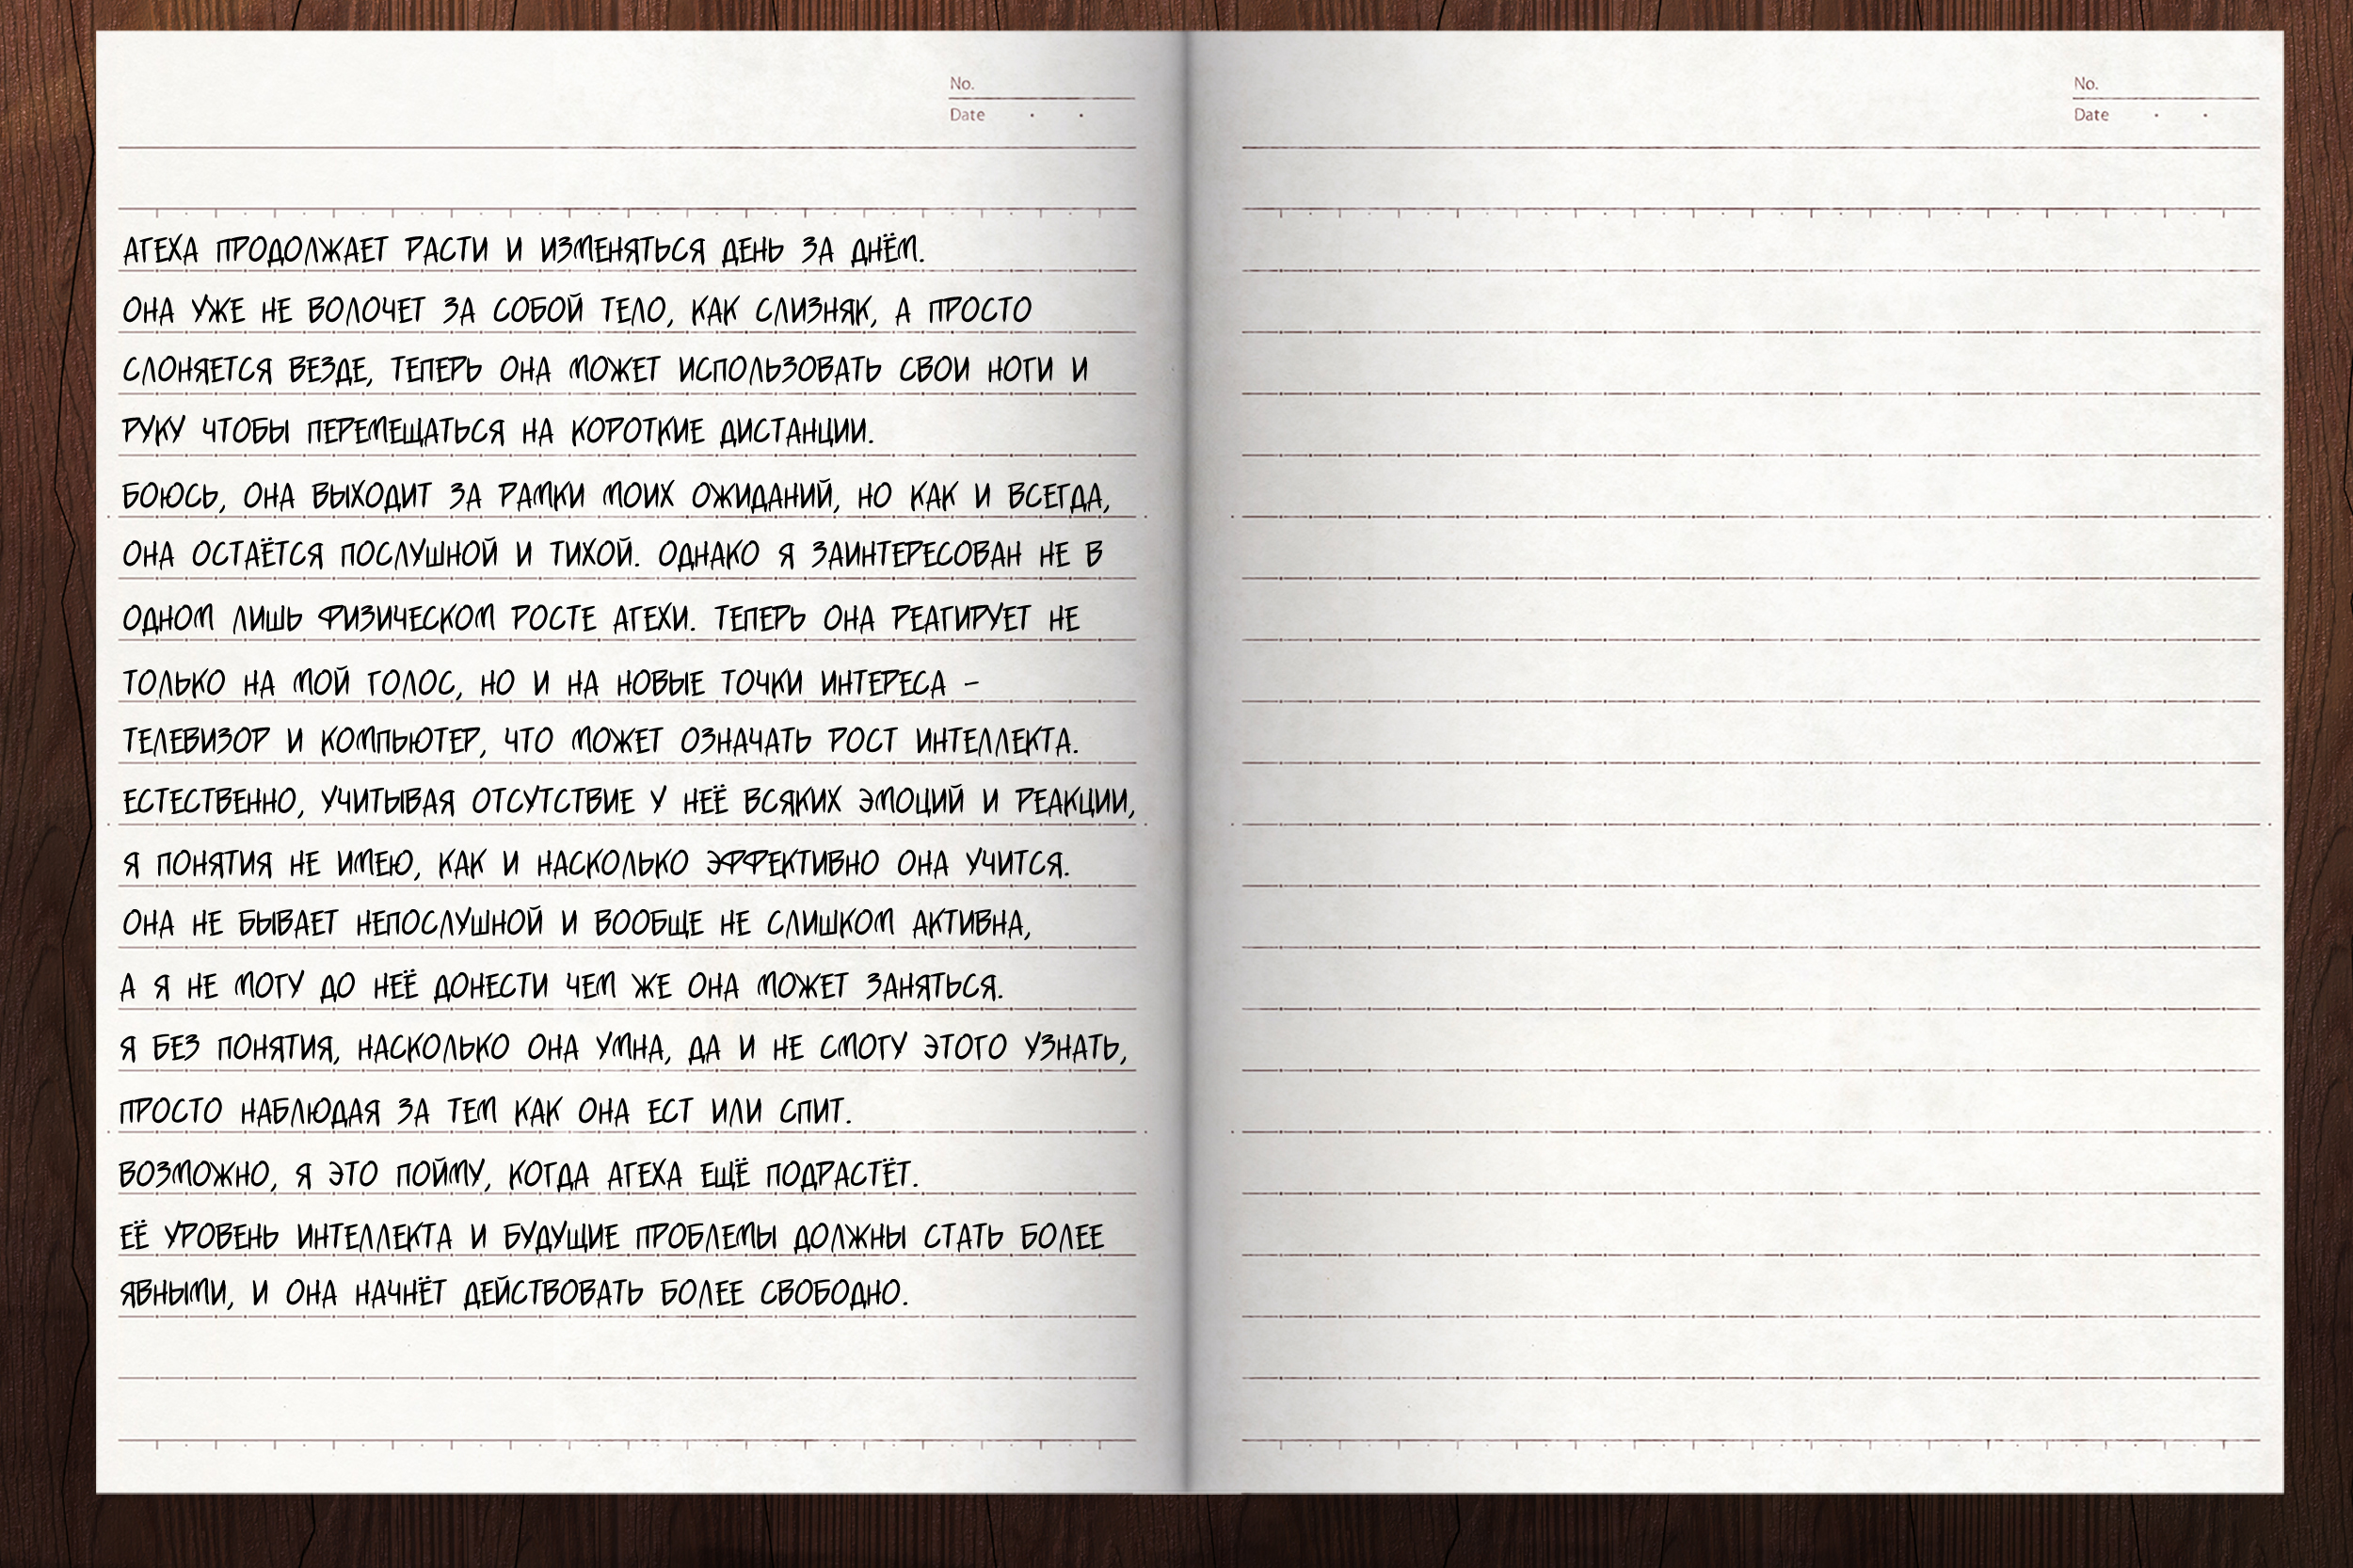 No.
Date . .
АГЕХА ПРОДОЛЖАЕТ РАСТИ И ИЗМЕНЯТЬСЯ ДЕНЬ ЗА ДНЁМ.
ОНА УЖЕ НЕ ВОЛОЧЕТ ЗА СОБОЙ ТЕЛО, КАК СЛИЗНЯК, А ПРОСТО
СЛОНЯЕТСЯ ВЕЗДЕ, ТЕПЕРЬ ОНА МОЖЕТ ИСПОЛЬЗОВАТЬ СВОИ НОГИ И
РУКУ ЧТОБЫ ПЕРЕМЕЩАТЬСЯ НА КОРОТКИЕ ДИСТАНЦИИ.
БОЮСЬ, ОНА ВЫХОДИТ ЗА РАМКИ МОИХ ОЖИДАНИЙ, НО КАК И ВСЕГДА,
ОНА ОСТАЁТСЯ ПОСЛУШНОЙ И ТИХОЙ. ОДНАКО Я ЗАИНТЕРЕСОВАН НЕ В
ОДНОМ ЛИШЬ ФИЗИЧЕСКОМ РОСТЕ АГЕХИ. ТЕПЕРЬ ОНА РЕАГИРУЕТ НЕ
ТОЛЬКО НА МОЙ ГОЛОС, НО И НА НОВЫЕ ТОЧКИ ИНТЕРЕСА -
ТЕЛЕВИЗОР И КОМПЬЮТЕР, ЧТО МОЖЕТ ОЗНАЧАТЬ РОСТ ИНТЕЛЛЕКТА.
ЕСТЕСТВЕННО, УЧИТЫВАЯ ОТСУТСТВИЕ У НЕЁ ВСЯКИХ ЭМОЦИЙ И РЕАКЦИИ,
Я ПОНЯТИЯ НЕ ИМЕЮ, КАК И НАСКОЛЬКО ЭФФЕКТИВНО ОНА УЧИТСЯ.
ОНА НЕ БЫВАЕТ НЕПОСЛУШНОЙ И ВООБЩЕ НЕ СЛИШКОМ АКТИВНА,
А Я НЕ МОГУ ДО НЕЁ ДОНЕСТИ ЧЕМ ЖЕ ОНА МОЖЕТ ЗАНЯТЬСЯ.
Я БЕЗ ПОНЯТИЯ, НАСКОЛЬКО ОНА УМНА, ДА И НЕ СМОГУ ЭТОГО УЗНАТЬ,
ПРОСТО НАБЛЮДАЯ ЗА ТЕМ КАК ОНА ЕСТ ИЛИ СПИТ.
ВОЗМОЖНО, Я ЭТО ПОЙМУ, КОГДА АГЕХА ЕЩЁ ПОДРАСТЁТ.
ЕЁ УРОВЕНЬ ИНТЕЛЛЕКТА И БУДУЩИЕ ПРОБЛЕМЫ ДОЛЖНЫ СТАТЬ БОЛЕЕ
ЯВНЫМИ, И ОНА НАЧНЁТ ДЕЙСТВОВАТЬ БОЛЕЕ СВОБОДНО.
No.
Date . .